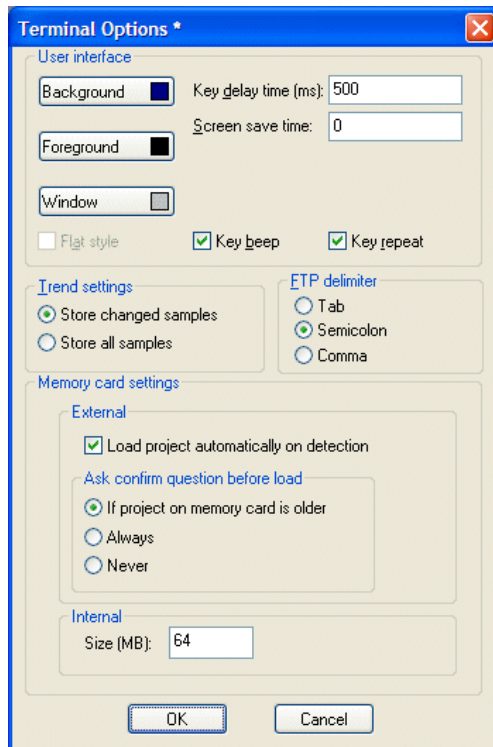 Terminal Options *
User interface
Background
Key delay time (ms): 500
Screen save time: 0
Foreground
Window
Flat style Key beep Key repeat
Trend settings
Store changed samples
Store all samples
FTP delimiter
Tab
Semicolon
Comma
Memory card settings
External
Load project automatically on detection
Ask confirm question before load
If project on memory card is older
Always
Never
Internal
Size (MB): 64
OK Cancel